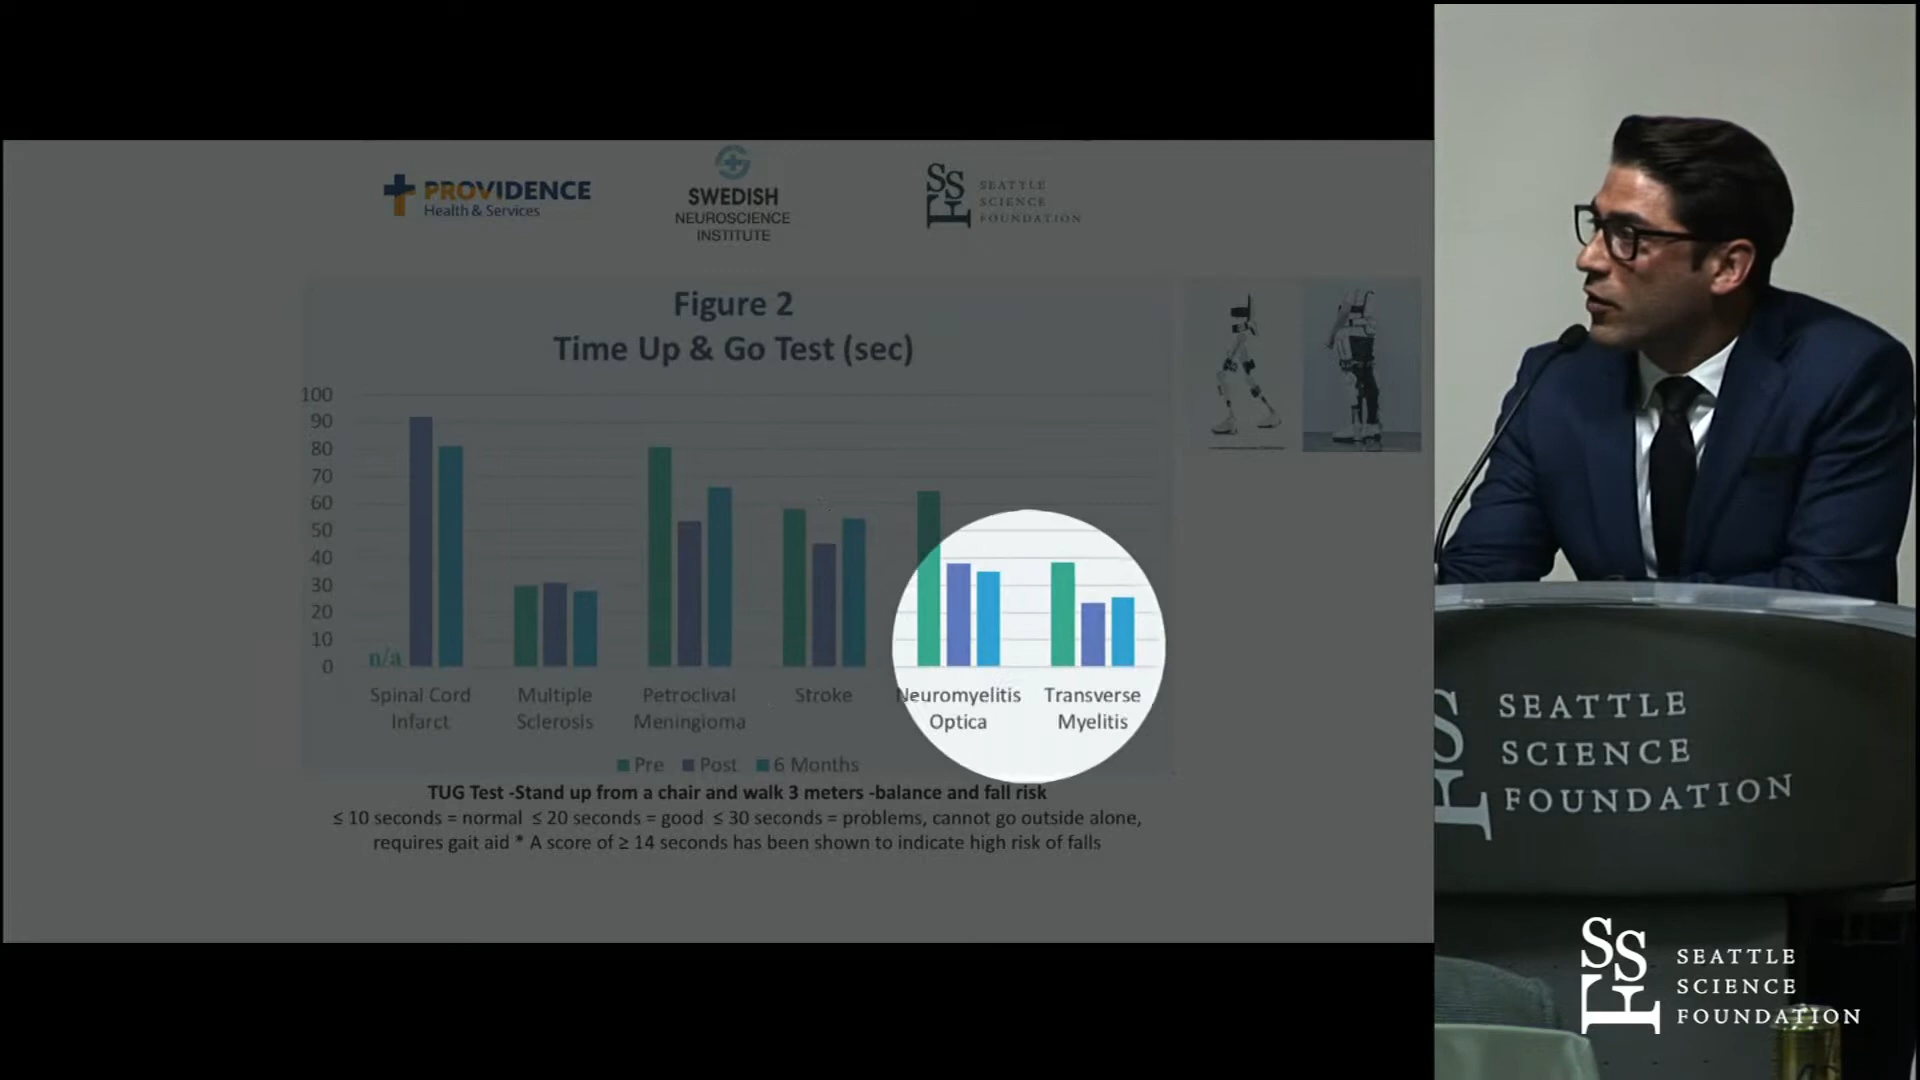 PROVIDENCE
Health & Services
SWEDISH
NEUROSCIENCE
INSTITUTE
SEATTLE
SCIENCE
FOUNDATION
Figure 2
Time Up & Go Test (sec)
100
90
80
70
60
50
40
30
20
10
0
n/a
Spinal Cord
Infarct
Multiple
Sclerosis
Petroclival
Meningioma
Stroke
Neuromyelitis
Optica
Transverse
Myelitis
Pre Post 6 Months
TUG Test -Stand up from a chair and walk 3 meters -balance and fall risk
≤ 10 seconds = normal ≤ 20 seconds = good ≤ 30 seconds = problems, cannot go outside alone,
requires gait aid * A score of ≥ 14 seconds has been shown to indicate high risk of falls
SEATTLE
SCIENCE
FOUNDATION
SSF
SEATTLE
SCIENCE
FOUNDATION